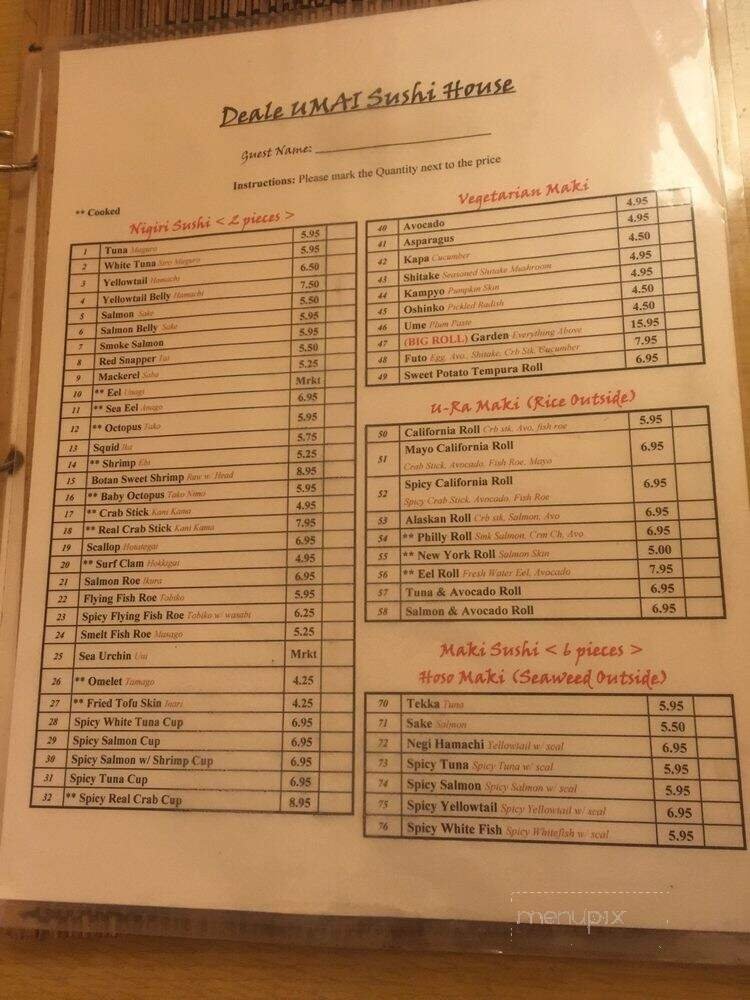 Deale UMAI Sushi House
Guest Name: ____________________
Instructions: Please mark the Quantity next to the price
** Cooked
Nigiri Sushi < 2 pieces >
1 Tuna Maguro 5.95
2 White Tuna Siro Maguro 5.95
3 Yellowtail Hamachi 6.50
4 Yellowtail Belly Hamachi 7.50
5 Salmon Sake 5.50
6 Salmon Belly Sake 5.95
7 Smoke Salmon 5.95
8 Red Snapper Tai 5.50
9 Mackerel Saba 5.25
10 ** Eel Unagi Mrkt
11 ** Sea Eel Anago 6.95
12 ** Octopus Tako 5.95
13 Squid Ika 5.75
14 ** Shrimp Ebi 5.25
15 Botan Sweet Shrimp Raw w. Head 8.95
16 ** Baby Octopus Tako Nimo 5.95
17 ** Crab Stick Kani Kama 4.95
18 ** Real Crab Stick Kani Kama 7.95
19 Scallop Hotategai 6.95
20 ** Surf Clam Hokkigai 4.95
21 Salmon Roe Ikura 6.95
22 Flying Fish Roe Tobiko 5.95
23 Spicy Flying Fish Roe Tobiko w/ wasabi 6.25
24 Smelt Fish Roe Masago 5.25
25 Sea Urchin Uni Mrkt
26 ** Omelet Tamago 4.25
27 ** Fried Tofu Skin Inari 4.25
28 Spicy White Tuna Cup 6.95
29 Spicy Salmon Cup 6.95
30 Spicy Salmon w/ Shrimp Cup 6.95
31 Spicy Tuna Cup 6.95
32 ** Spicy Real Crab Cup 8.95
Vegetarian Maki
40 Avocado 4.95
41 Asparagus 4.95
42 Kapa Cucumber 4.50
43 Shitake Seasoned Shitake Mushroom 4.95
44 Kampyo Pumpkin Skin 4.95
45 Oshinko Pickled Radish 4.50
46 Ume Plum Paste 4.50
47 (BIG ROLL) Garden Everything Above 15.95
48 Futo Egg, Avo, Shitake, Crb Stk, Cucumber 7.95
49 Sweet Potato Tempura Roll 6.95
U-Ra Maki (Rice Outside)
50 California Roll Crb stk, Avo, fish roe 5.95
51 Mayo California Roll 6.95
Crab Stick, Avocado, Fish Roe, Mayo
52 Spicy California Roll 6.95
Spicy Crab Stick, Avocado, Fish Roe
53 Alaskan Roll Crb stk, Salmon, Avo 6.95
54 ** Philly Roll Smk Salmon, Crm Ch, Avo 6.95
55 ** New York Roll Salmon Skin 5.00
56 ** Eel Roll Fresh Water Eel, Avocado 7.95
57 Tuna & Avocado Roll 6.95
58 Salmon & Avocado Roll 6.95
Maki Sushi < 6 pieces >
Hoso Maki (Seaweed Outside)
70 Tekka Tuna 5.95
71 Sake Salmon 5.50
72 Negi Hamachi Yellowtail w/ scal 6.95
73 Spicy Tuna Spicy Tuna w/ scal 5.95
74 Spicy Salmon Spicy Salmon w/ scal 5.95
75 Spicy Yellowtail Spicy Yellowtail w/ scal 6.95
76 Spicy White Fish Spicy Whitefish w/ scal 5.95
menupix